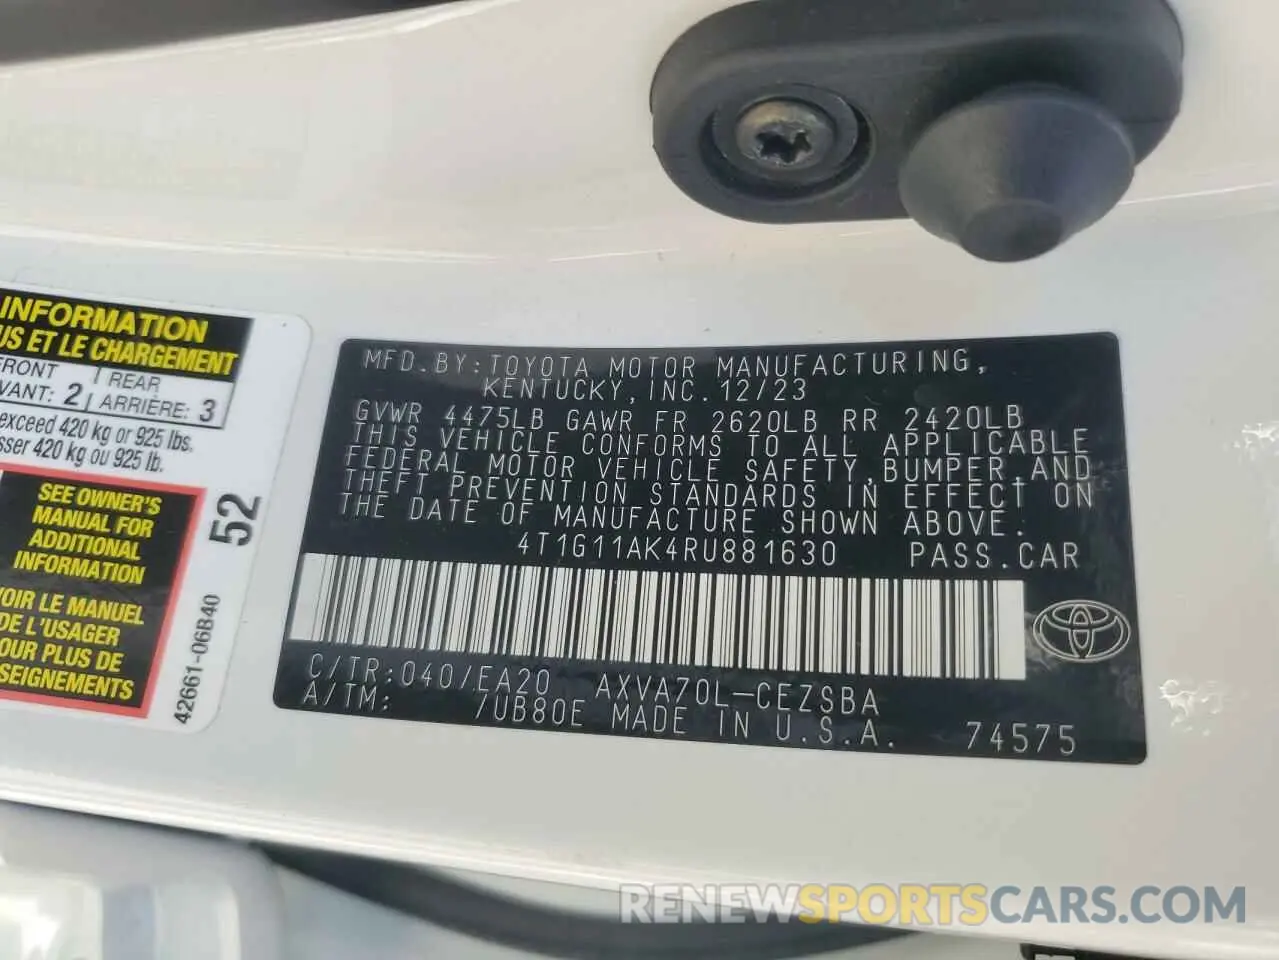 INFORMATION
US ET LE CHARGEMENT
FRONT
VANT: 2
REAR
ARRIÈRE: 3
exceed 420 kg or 925 lbs.
sser 420 kg ou 925 lb.
SEE OWNER'S
MANUAL FOR
ADDITIONAL
INFORMATION
VOIR LE MANUEL
DE L'USAGER
POUR PLUS DE
SEIGNEMENTS
52
42661-06B40
MFD. BY: TOYOTA MOTOR MANUFACTURING,
KENTUCKY, INC. 12/23
GVWR 4475LB GAWR FR 2620LB RR 2420LB
THIS VEHICLE CONFORMS TO ALL APPLICABLE
FEDERAL MOTOR VEHICLE SAFETY, BUMPER, AND
THEFT PREVENTION STANDARDS IN EFFECT ON
THE DATE OF MANUFACTURE SHOWN ABOVE.
4T1G11AK4RU881630 PASS. CAR
C/TR: 040/EA20 AXVA70L-CEZSBA
A/TM: /UB80E MADE IN U.S.A. 74575
RENEWSPORTSCARS.COM